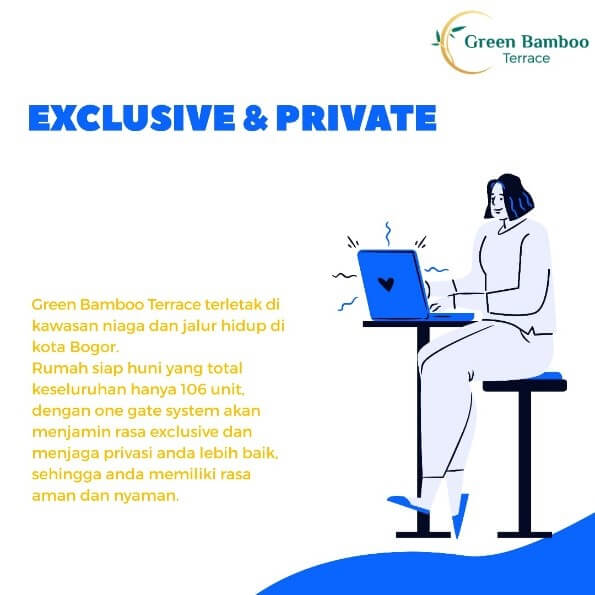 Green Bamboo
Terrace
EXCLUSIVE & PRIVATE
Green Bamboo Terrace terletak di
kawasan niaga dan jalur hidup di
kota Bogor.
Rumah siap huni yang total
keseluruhan hanya 106 unit,
dengan one gate system akan
menjamin rasa exclusive dan
menjaga privasi anda lebih baik,
sehingga anda memiliki rasa
aman dan nyaman.